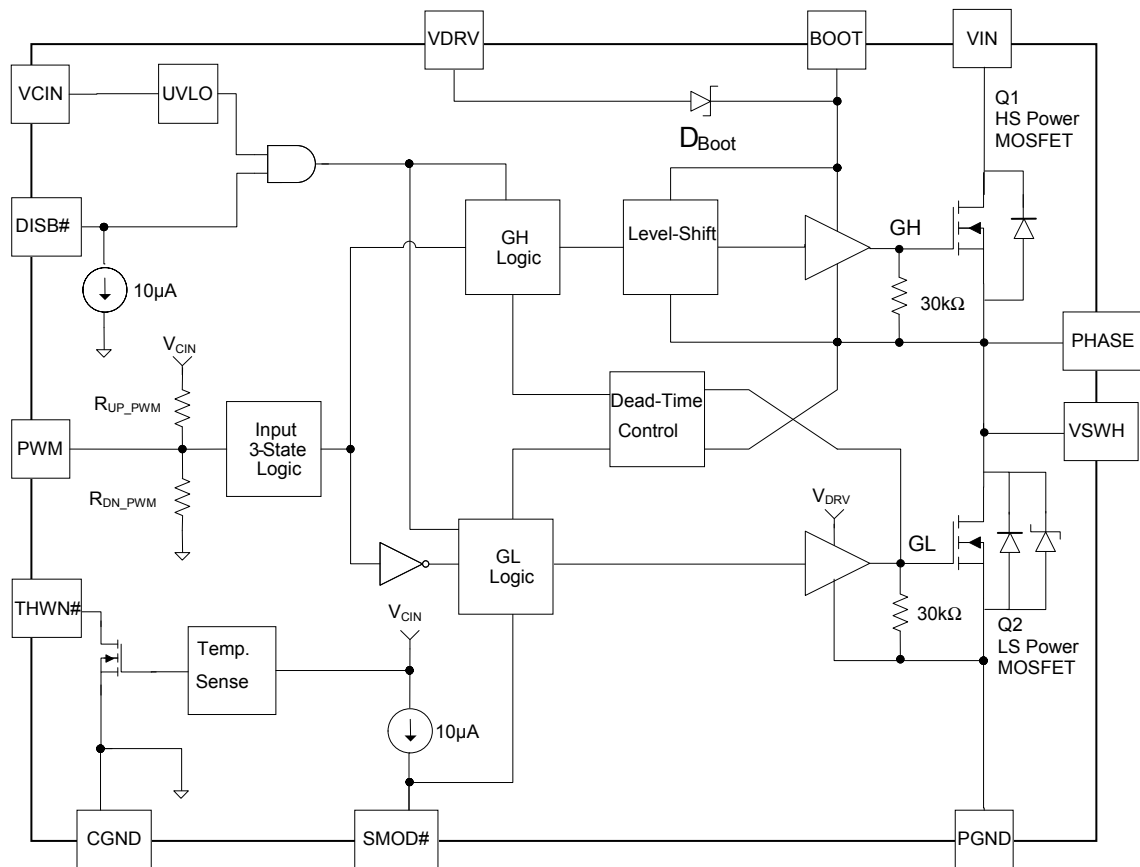 VDRV
BOOT
VIN
VCIN
UVLO
Q1
HS Power
MOSFET
DBoot
DISB#
GH
Logic
Level-Shift
GH
10µA
30kΩ
VCIN
PHASE
RUP_PWM
Dead-Time
Control
PWM
Input
3-State
Logic
VSWH
RDN_PWM
VDRV
GL
Logic
GL
THWN#
VCIN
30kΩ
Temp.
Sense
Q2
LS Power
MOSFET
10µA
CGND
SMOD#
PGND